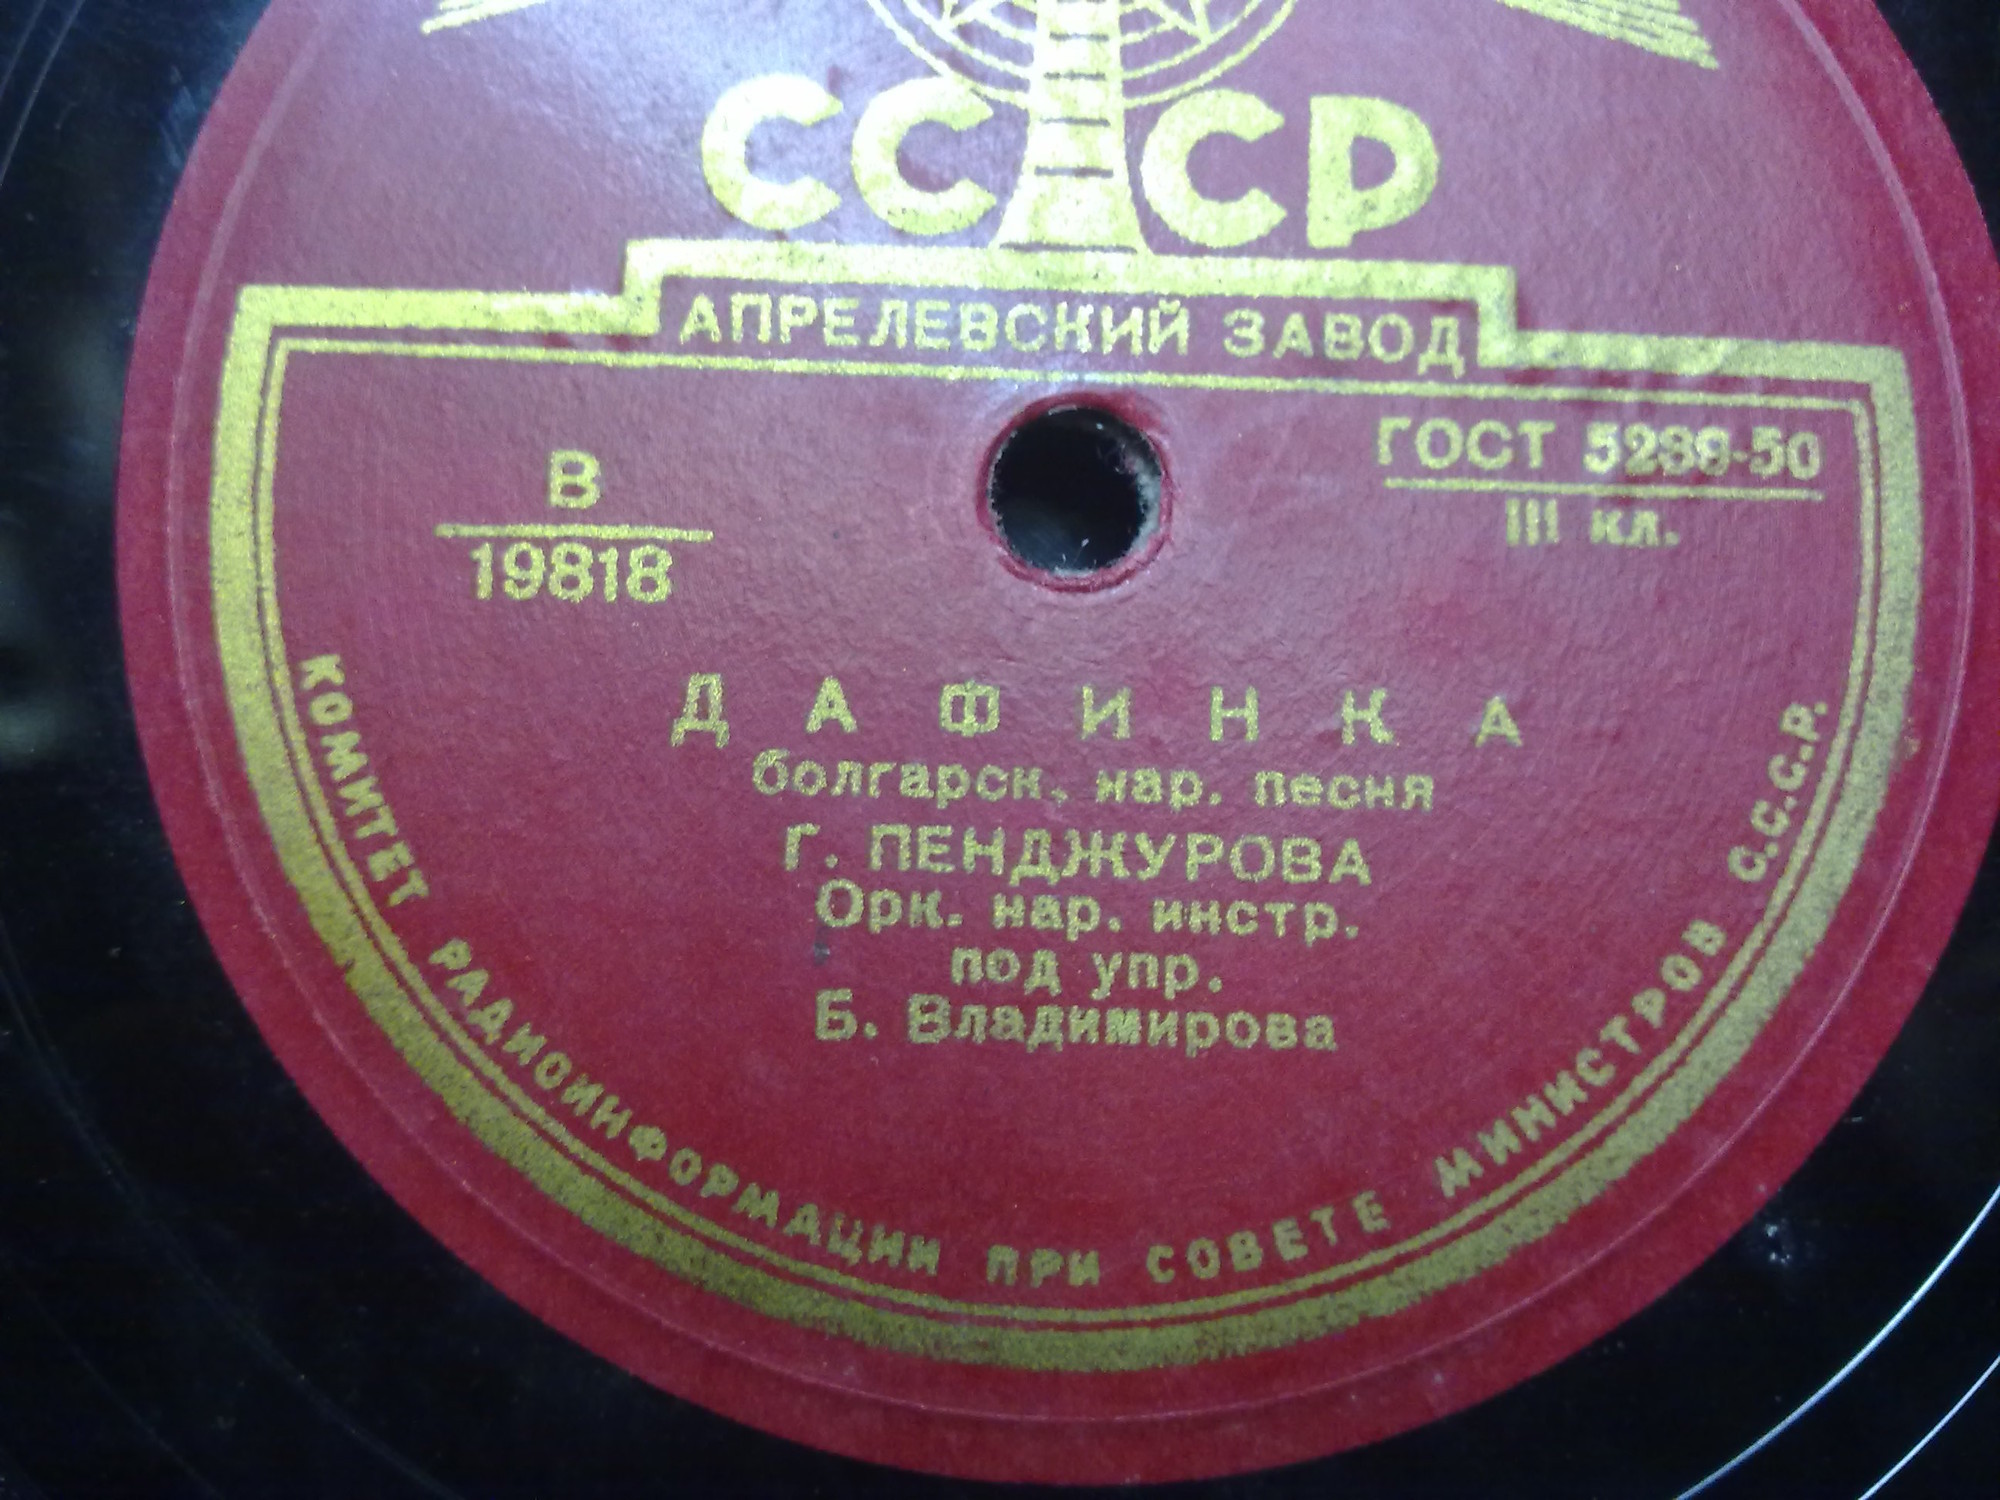 СССР
АПРЕЛЕВСКИЙ ЗАВОД
В
19818
ГОСТ 5289-50
III кл.
ДАФИНКА
болгарск. нар. песня
Г. ПЕНДЖУРОВА
Орк. нар. инстр.
под упр.
Б. Владимирова
КОМИТЕТ РАДИОИНФОРМАЦИИ ПРИ СОВЕТЕ МИНИСТРОВ С.С.С.Р.